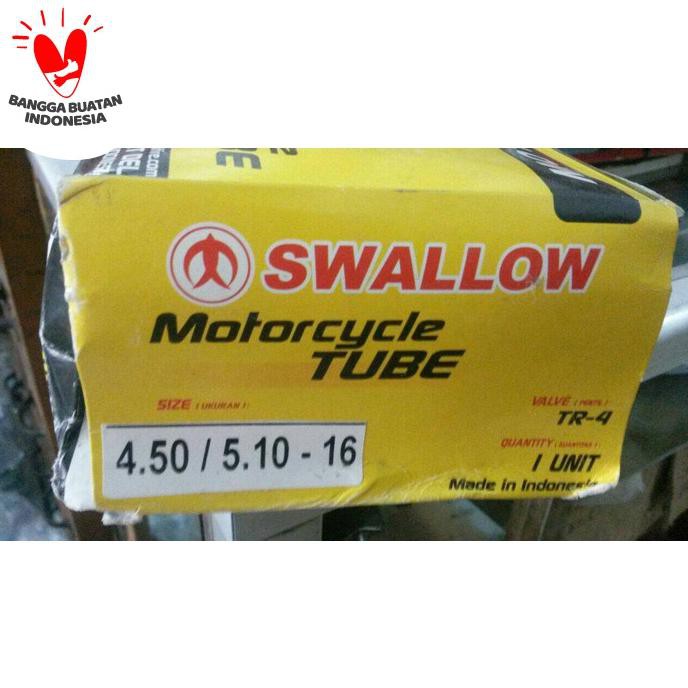 BANGGA BUATAN
INDONESIA
SWALLOW
Motorcycle
TUBE
SIZE ( UKURAN ) :
4.50 / 5.10 - 16
VALVE ( PENTIL ) :
TR-4
QUANTITY ( KUANTITAS ) :
1 UNIT
Made in Indonesia